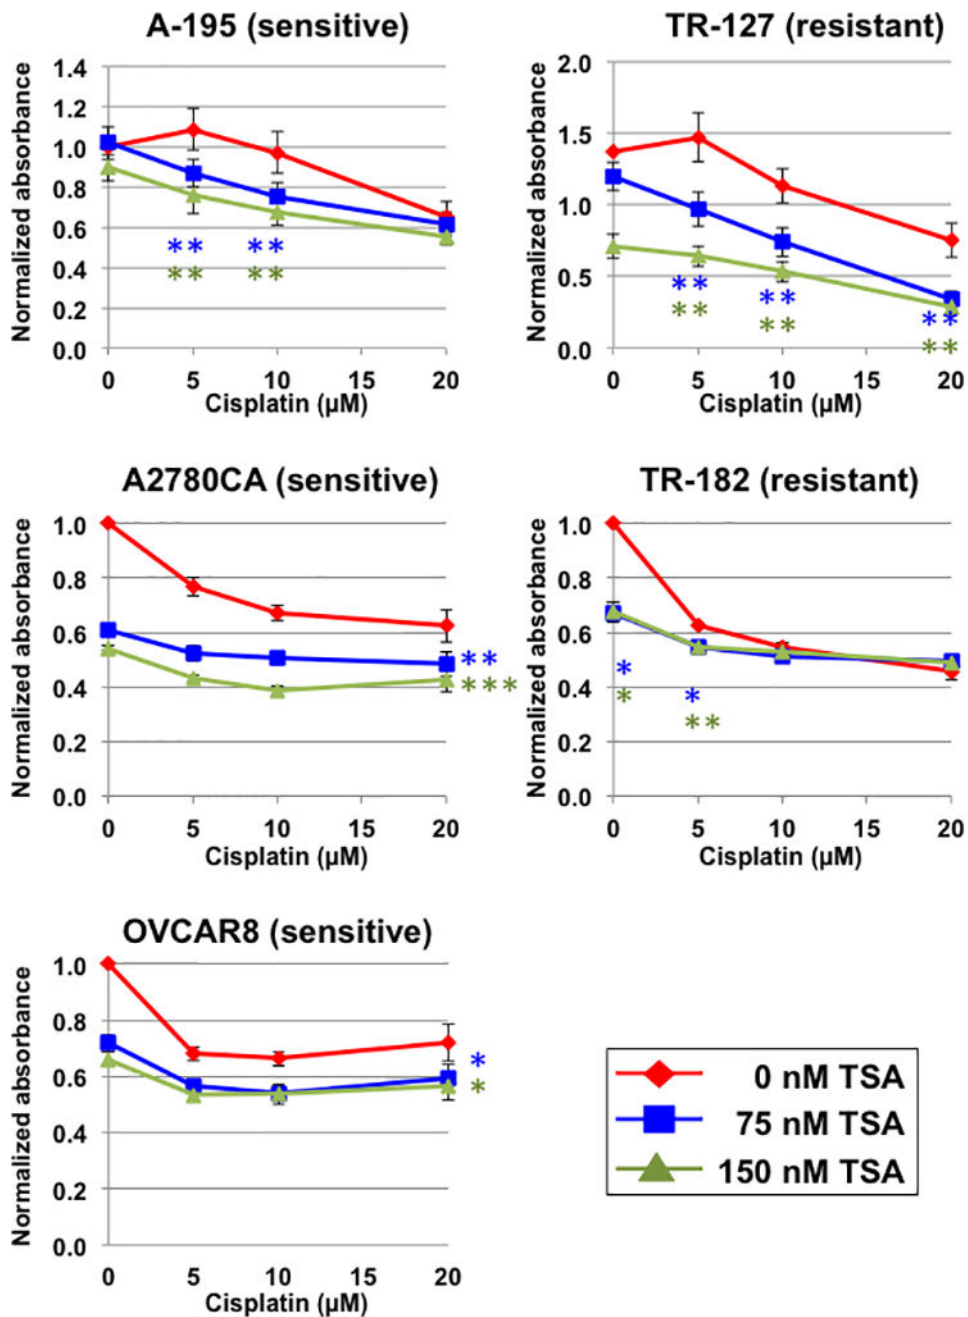 A-195 (sensitive)
Normalized absorbance
1.4
1.2
1.0
0.8
0.6
0.4
0.2
0.0
** **
** **
0 5 10 15 20
Cisplatin (µM)
TR-127 (resistant)
Normalized absorbance
2.0
1.5
1.0
0.5
0.0
** ** **
** ** **
0 5 10 15 20
Cisplatin (µM)
A2780CA (sensitive)
Normalized absorbance
1.0
0.8
0.6
0.4
0.2
0.0
**
***
0 5 10 15 20
Cisplatin (µM)
TR-182 (resistant)
Normalized absorbance
1.0
0.8
0.6
0.4
0.2
0.0
* *
* **
0 5 10 15 20
Cisplatin (µM)
OVCAR8 (sensitive)
Normalized absorbance
1.0
0.8
0.6
0.4
0.2
0.0
*
*
0 5 10 15 20
Cisplatin (µM)
0 nM TSA
75 nM TSA
150 nM TSA